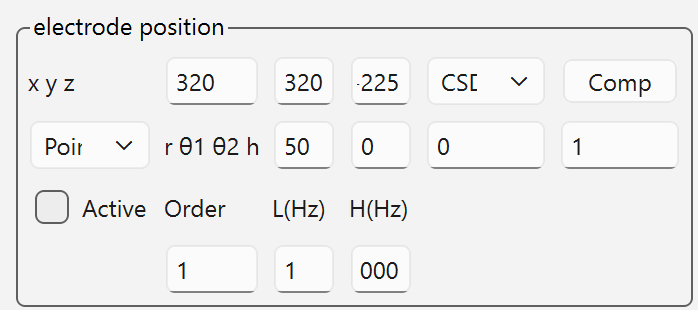 electrode position
x y z 320 320 -225 CSD Comp
Poin r θ1 θ2 h 50 0 0 1
Active Order L(Hz) H(Hz)
1 1 000